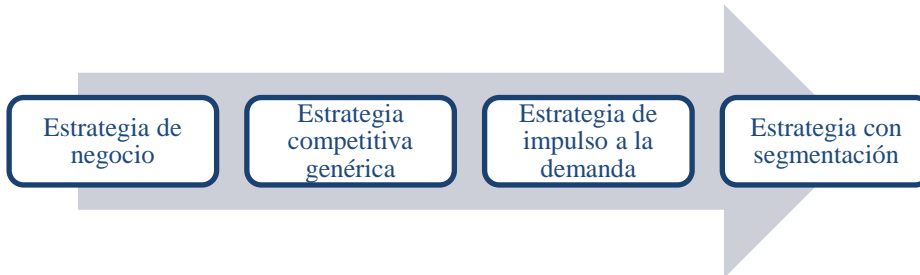 Estrategia de
negocio
Estrategia
competitiva
genérica
Estrategia de
impulso a la
demanda
Estrategia con
segmentación